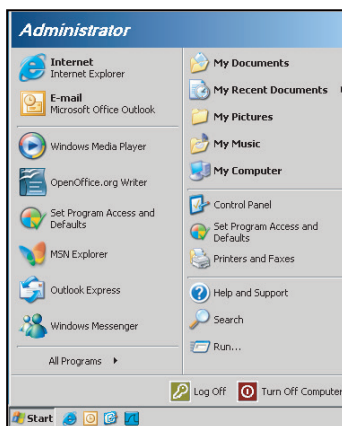 Administrator
Internet
Internet Explorer
E-mail
Microsoft Office Outlook
Windows Media Player
OpenOffice.org Writer
Set Program Access and
Defaults
MSN Explorer
Outlook Express
Windows Messenger
All Programs
My Documents
My Recent Documents
My Pictures
My Music
My Computer
Control Panel
Set Program Access and
Defaults
Printers and Faxes
Help and Support
Search
Run...
Log Off
Turn Off Computer
Start